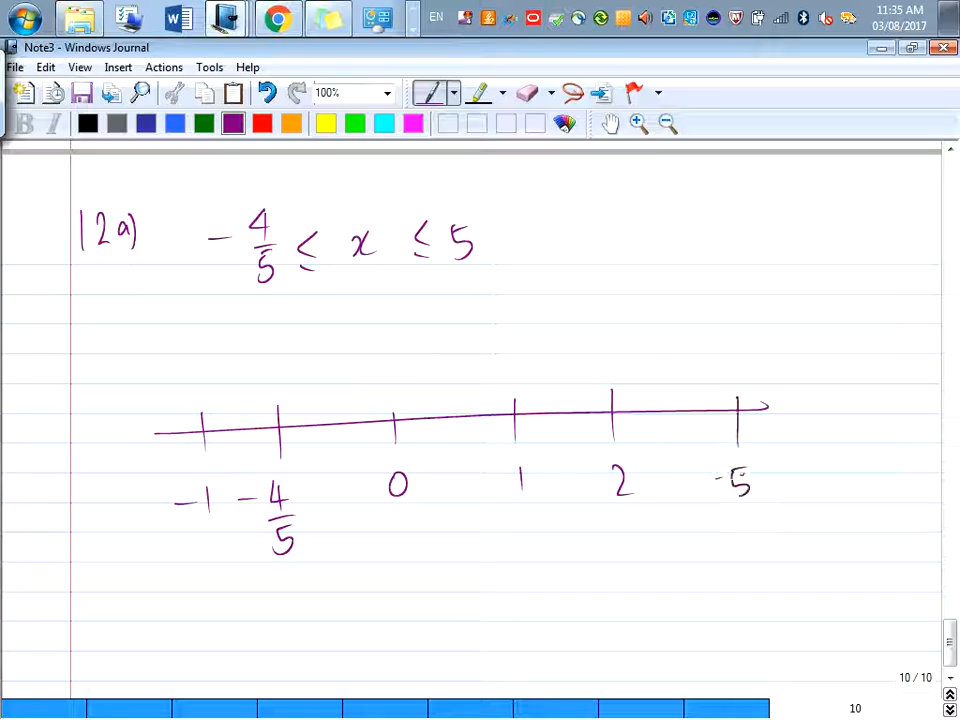 EN
11:35 AM
03/08/2017
Note3 - Windows Journal
File Edit View Insert Actions Tools Help
100%
B I
12a) -4/5 ≤ x ≤ 5
-1 -4/5 0 1 2 5
10 / 10
10